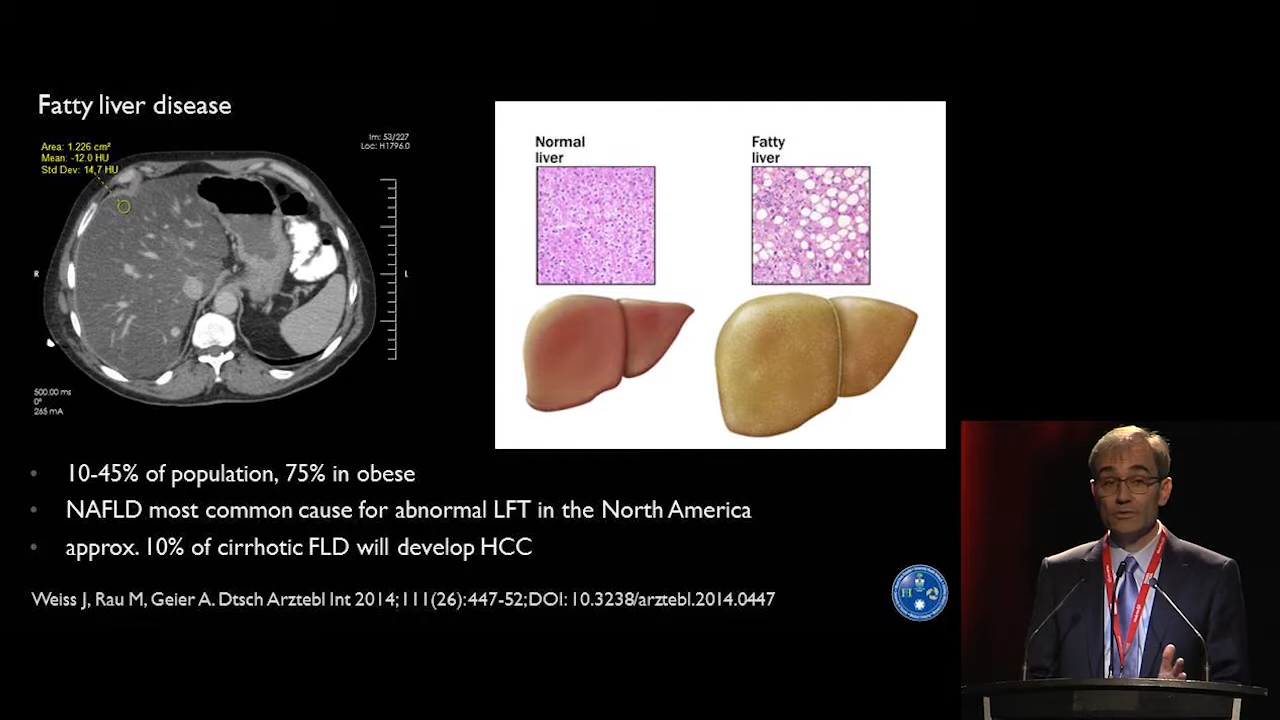 Fatty liver disease
Area: 1.226 cm²
Mean: -12.0 HU
Std Dev: 14.7 HU
Im: 53/227
Loc: H1796.0
R
L
500.00 ms
0°
265 mA
Normal
liver
Fatty
liver
• 10-45% of population, 75% in obese
• NAFLD most common cause for abnormal LFT in the North America
• approx. 10% of cirrhotic FLD will develop HCC
Weiss J, Rau M, Geier A. Dtsch Arztebl Int 2014;111(26):447-52;DOI: 10.3238/arztebl.2014.0447